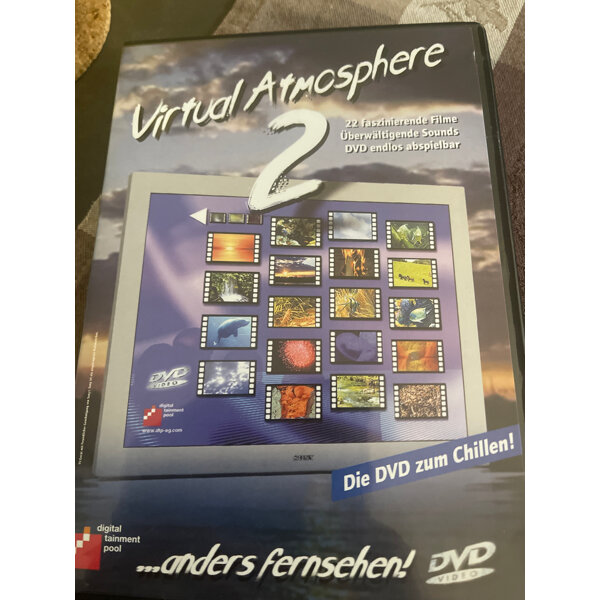 Virtual Atmosphere
2
22 faszinierende Filme
Überwältigende Sounds
DVD endlos abspielbar
DVD
VIDEO
digital
tainment
pool
www.dtp-eg.com
Die DVD zum Chillen!
digital
tainment
pool
...anders fernsehen!
DVD
VIDEO